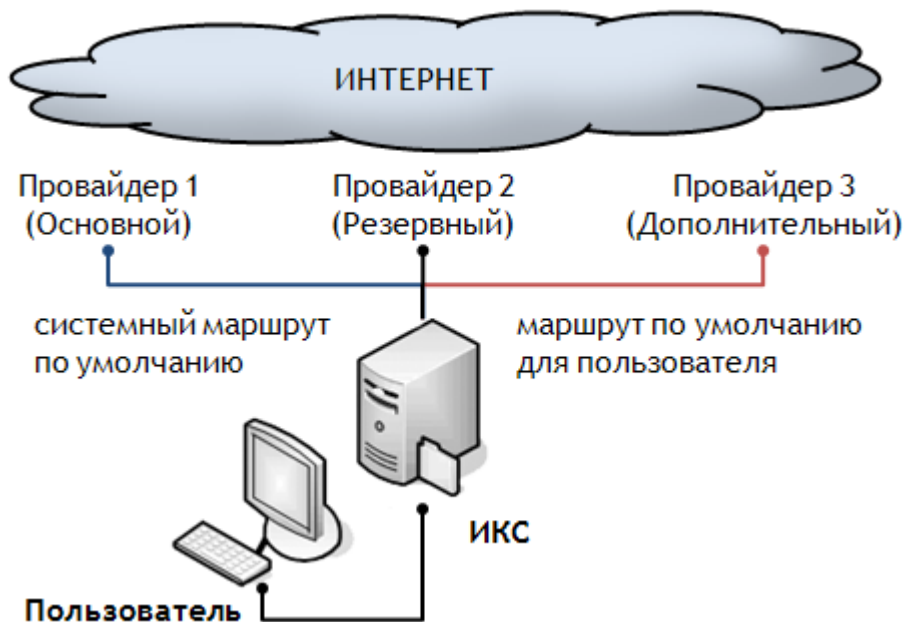 ИНТЕРНЕТ
Провайдер 1
(Основной)
Провайдер 2
(Резервный)
Провайдер 3
(Дополнительный)
системный маршрут
по умолчанию
маршрут по умолчанию
для пользователя
ИКС
Пользователь